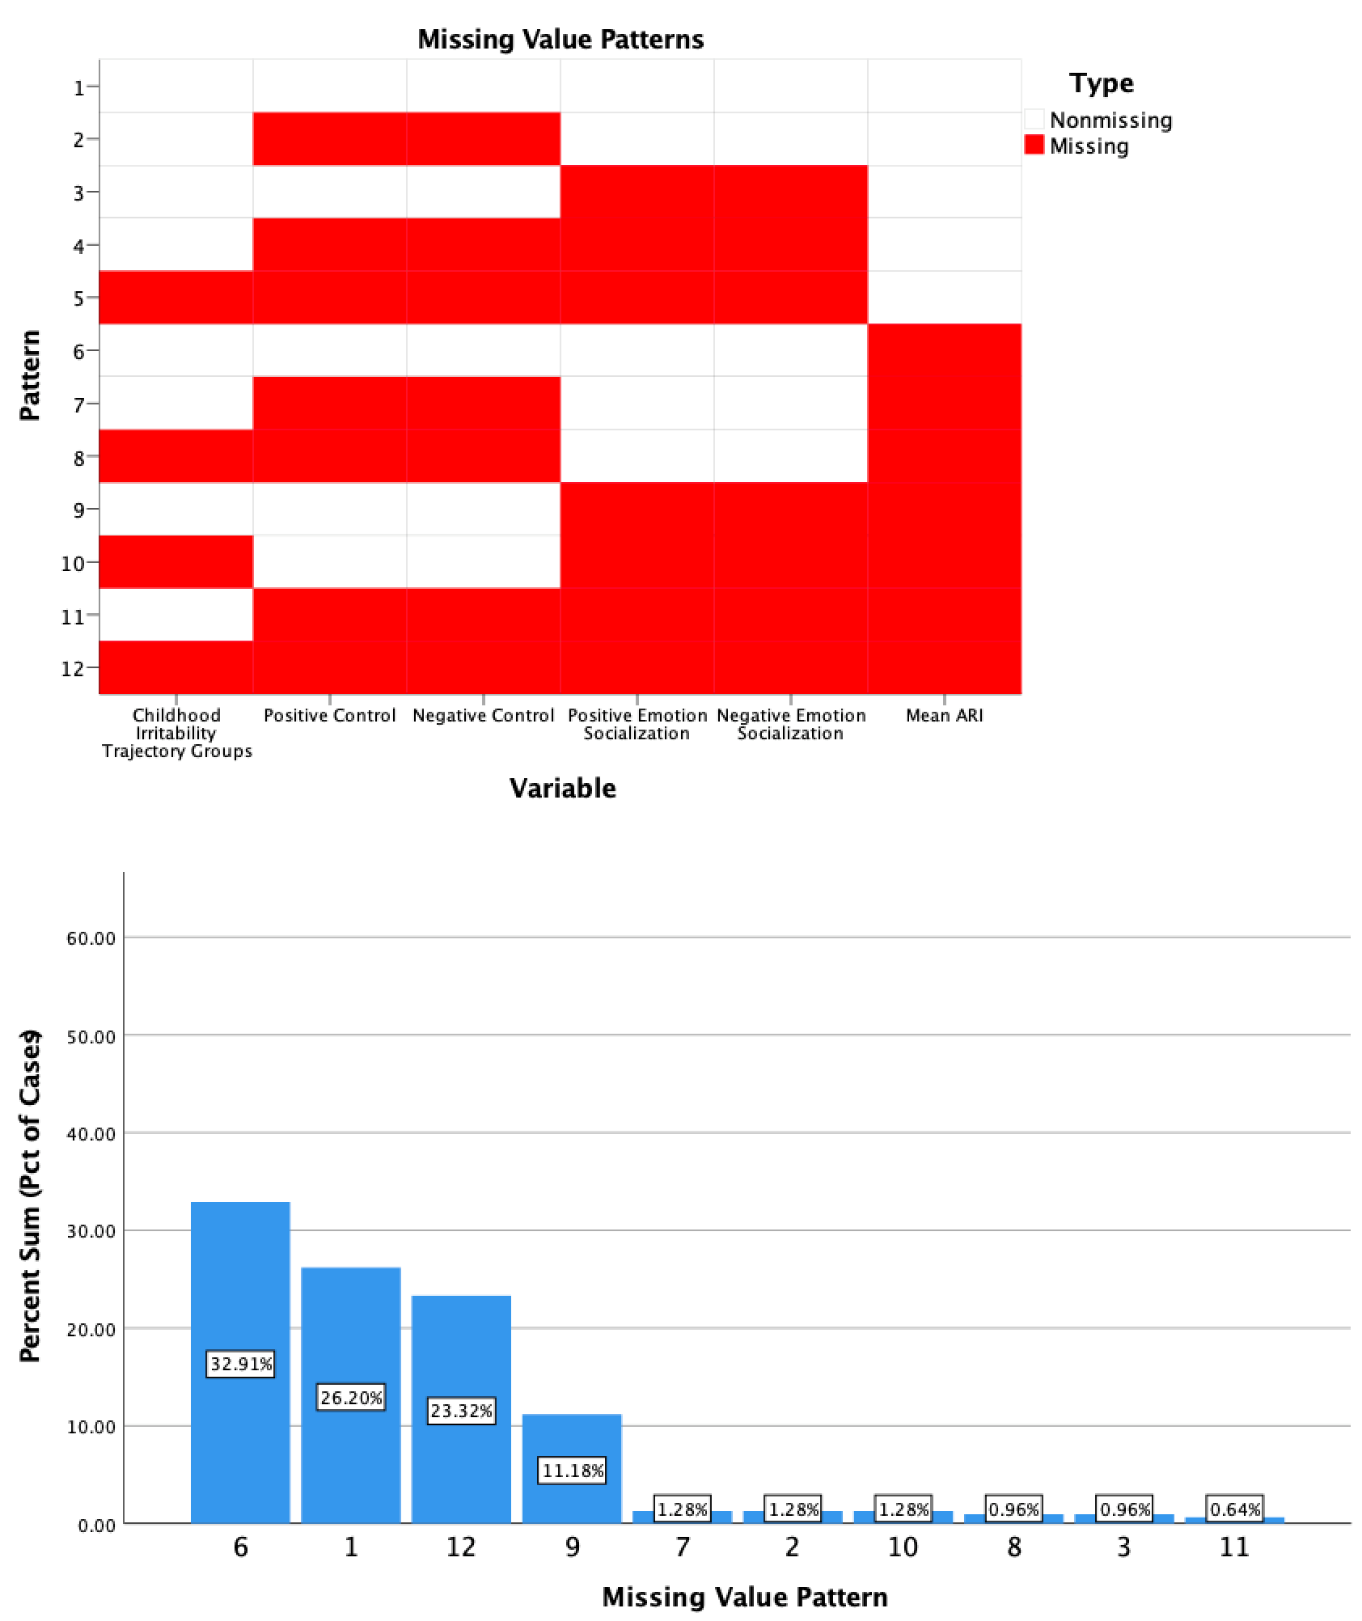 Missing Value Patterns
Type
Nonmissing
Missing
1
2
3
4
5
6
7
8
9
10
11
12
Pattern
Childhood
Irritability
Trajectory Groups
Positive Control
Negative Control
Positive Emotion
Socialization
Negative Emotion
Socialization
Mean ARI
Variable
60.00
50.00
40.00
30.00
20.00
10.00
0.00
Percent Sum (Pct of Cases)
32.91%
26.20%
23.32%
11.18%
1.28%
1.28%
1.28%
0.96%
0.96%
0.64%
6
1
12
9
7
2
10
8
3
11
Missing Value Pattern